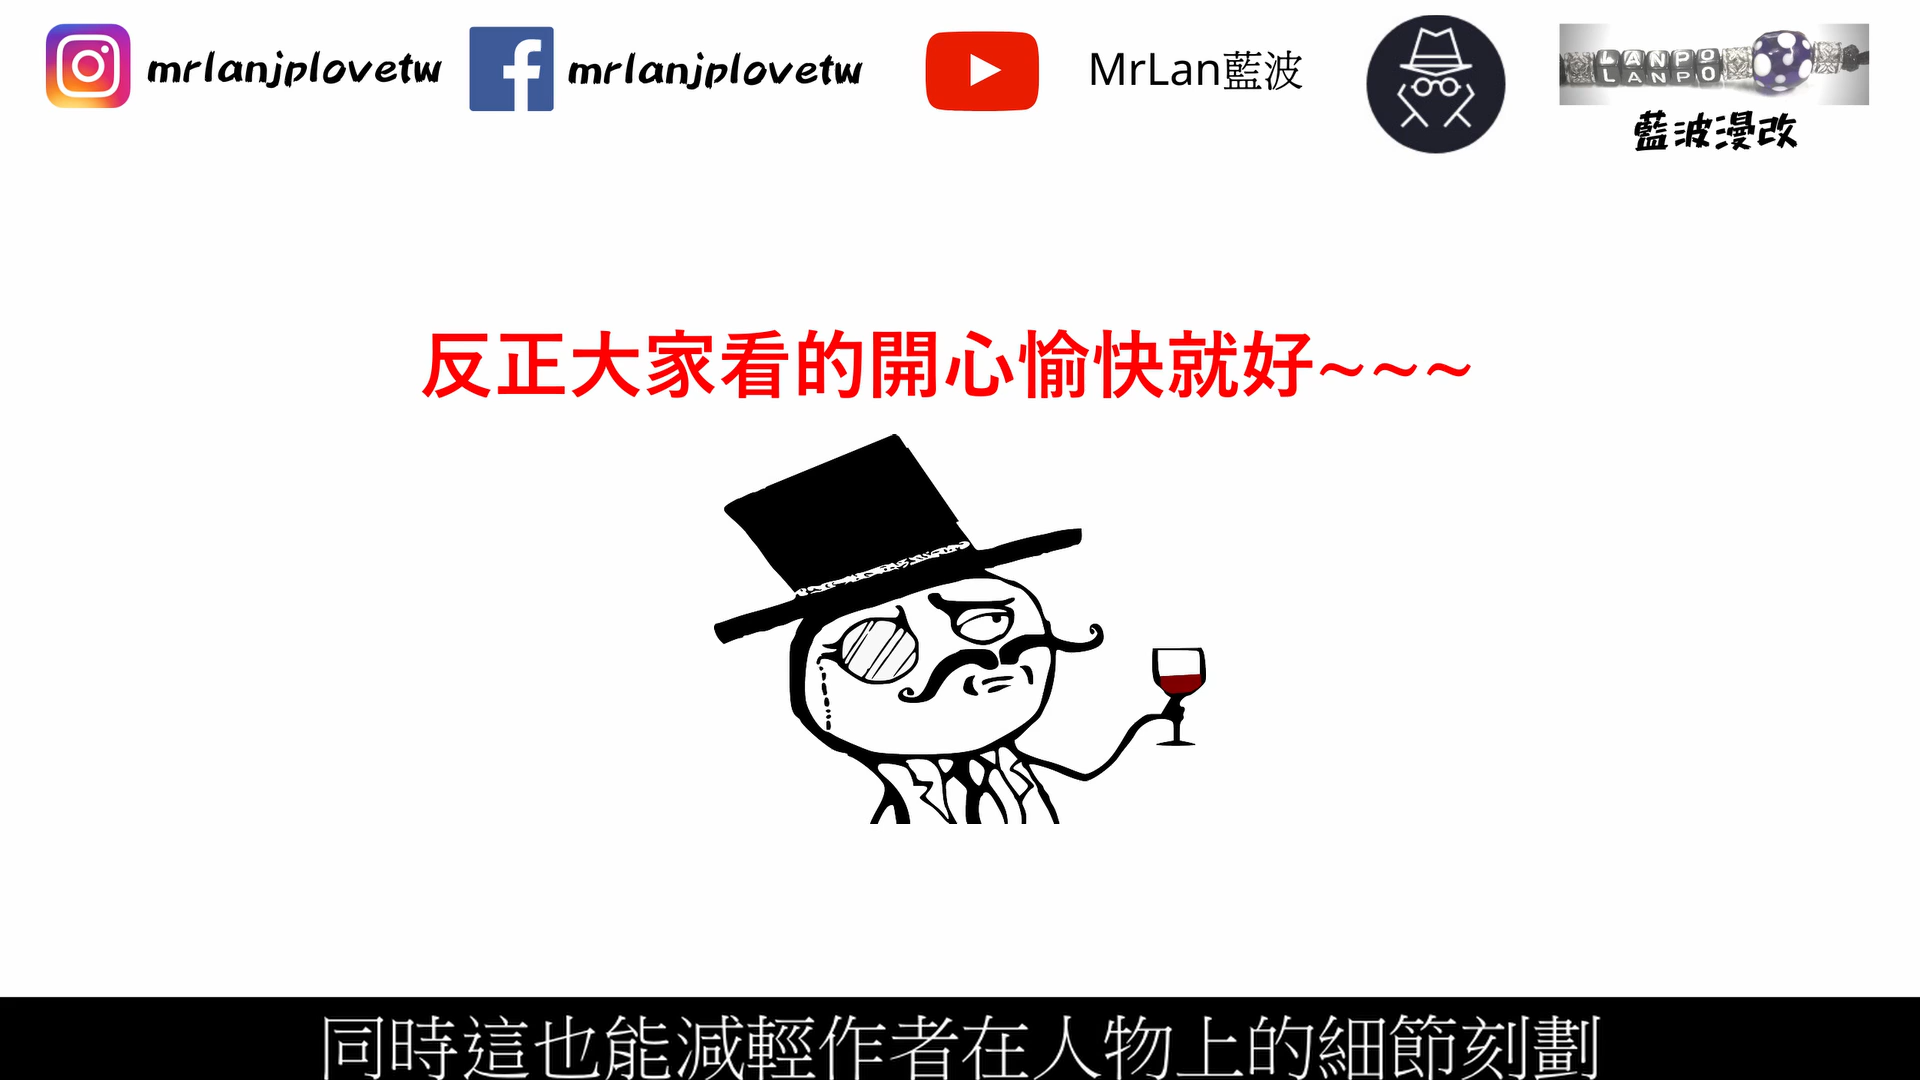 mrlanjplovetw
mrlanjplovetw
MrLan藍波
LANPO
LANPO
藍波漫改
反正大家看的開心愉快就好~~~
同時這也能減輕作者在人物上的細節刻劃